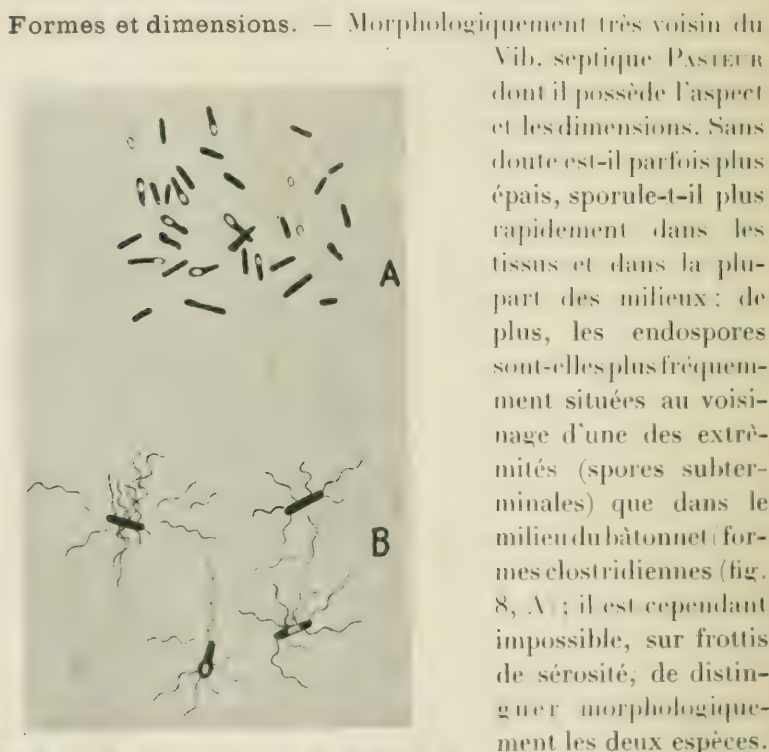 Formes et dimensions. — Morphologiquement très voisin du
Vib. septique PASTEUR
dont il possède l'aspect
et les dimensions. Sans
doute est-il parfois plus
épais, sporule-t-il plus
rapidement dans les
tissus et dans la plu-
part des milieux : de
plus, les endospores
sont-elles plus fréquem-
ment situées au voisi-
nage d'une des extré-
mités (spores subter-
minales) que dans le
milieu du bâtonnet (for-
mes clostridiennes (fig.
8, A) ; il est cependant
impossible, sur frottis
de sérosité, de distin-
guer morphologique-
ment les deux espèces.
A
B